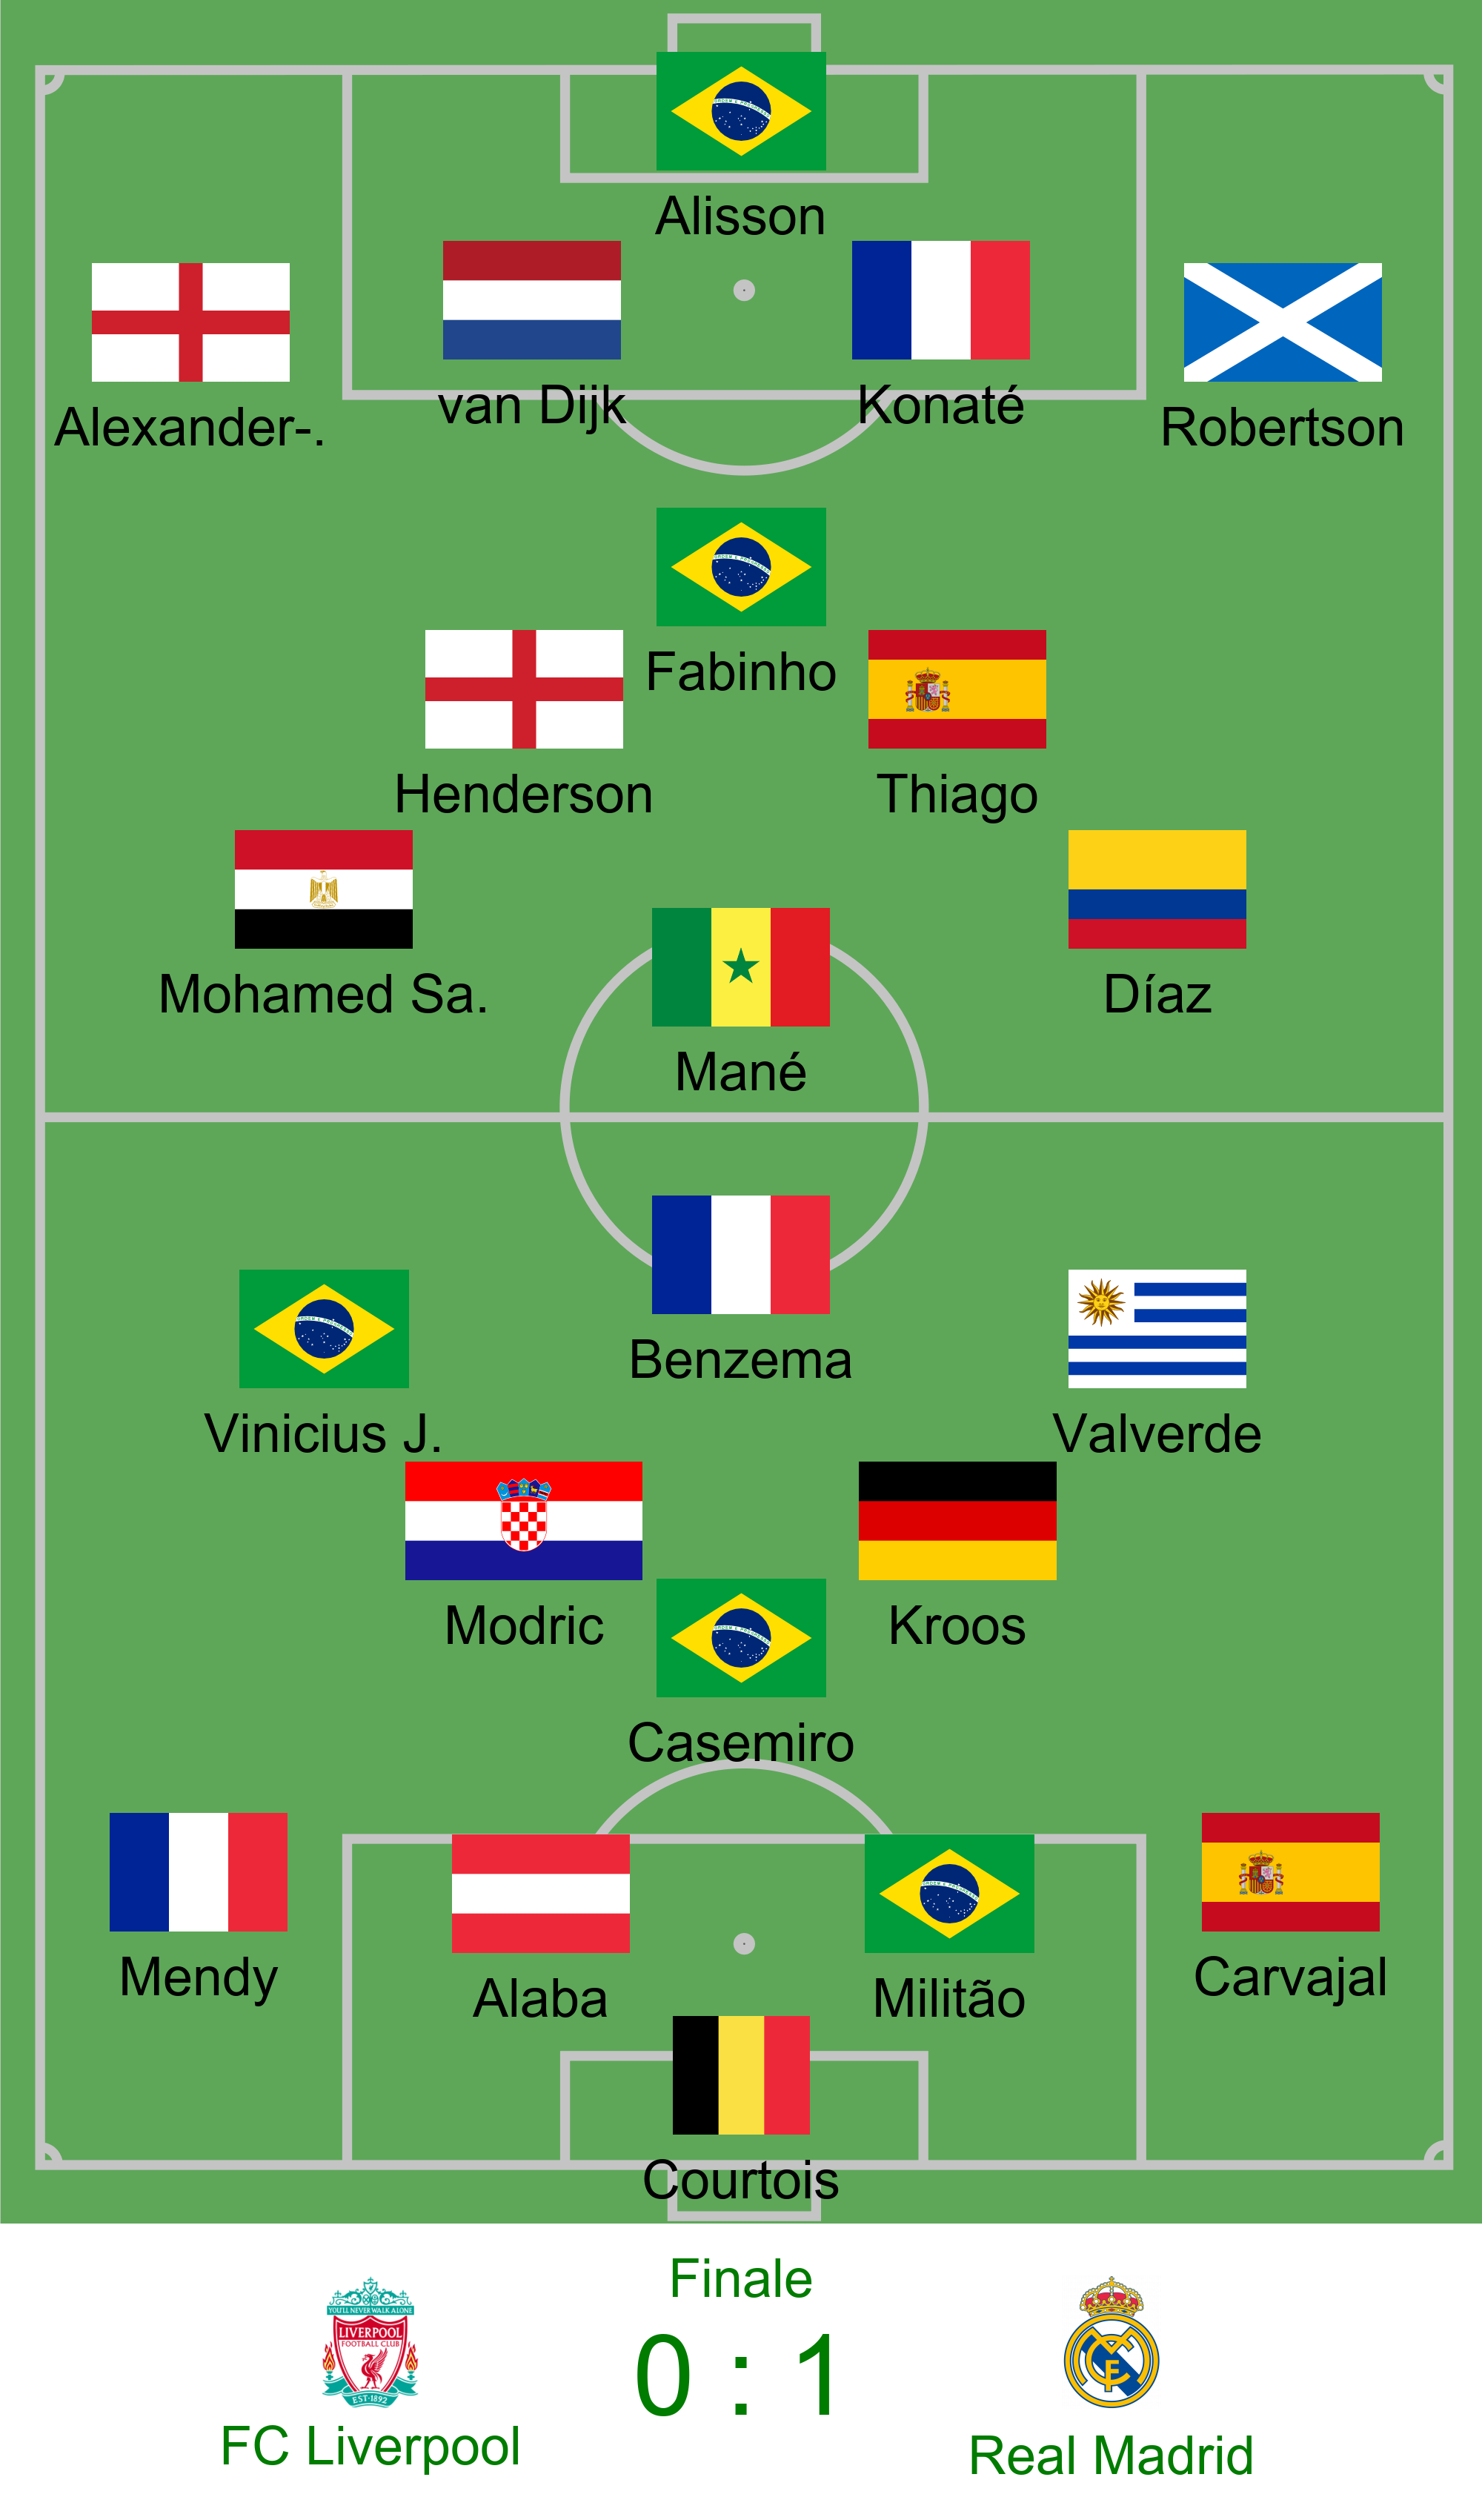 Alisson
van Dijk
Konaté
Alexander-.
Robertson
Fabinho
Henderson
Thiago
Mohamed Sa.
Díaz
Mané
Benzema
Vinicius J.
Valverde
Modric
Kroos
Casemiro
Mendy
Alaba
Militão
Carvajal
Courtois
Finale
0 : 1
YOU'LL NEVER WALK ALONE
LIVERPOOL
FOOTBALL CLUB
EST·1892
FC Liverpool
Real Madrid